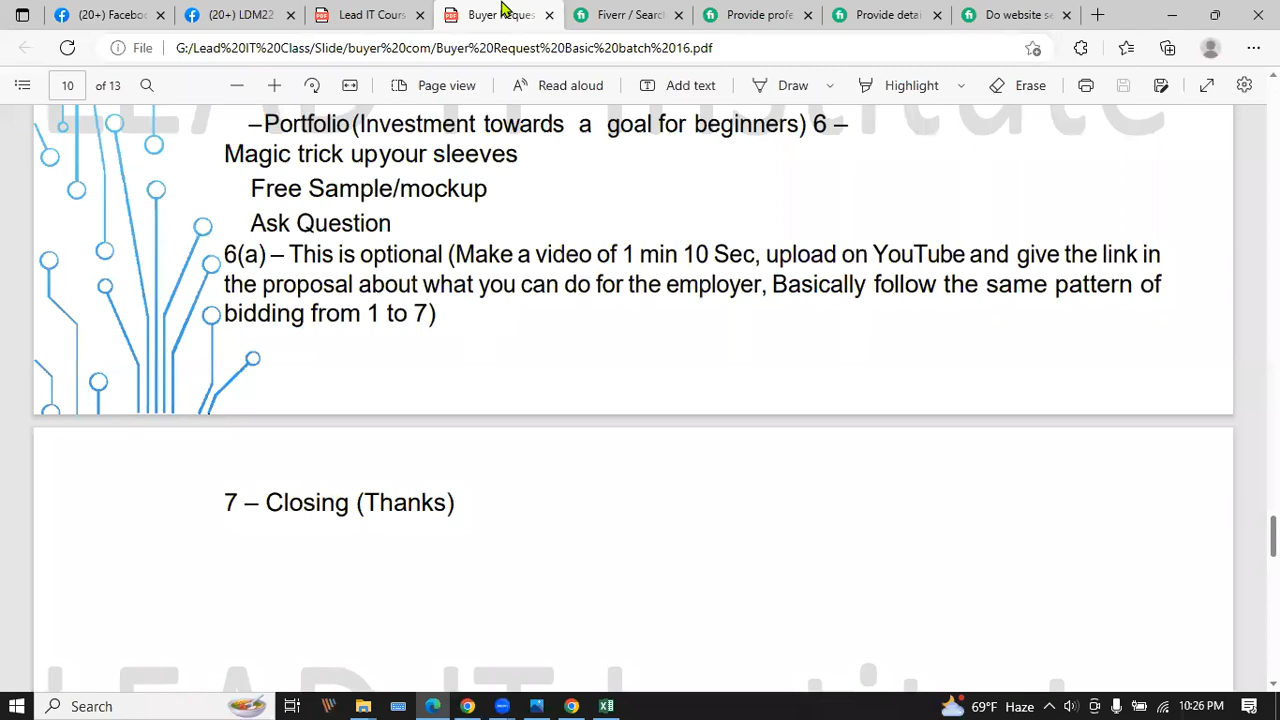 (20+) Faceboo
(20+) LDM22
Lead IT Cours
Buyer Reques
Fiverr / Searc
Provide profe
Provide detai
Do website se
File
G:/Lead%20IT%20Class/Slide/buyer%20com/Buyer%20Request%20Basic%20batch%2016.pdf
10 of 13
Page view
Read aloud
Add text
Draw
Highlight
Erase
–Portfolio(Investment towards a goal for beginners) 6 –
Magic trick upyour sleeves
Free Sample/mockup
Ask Question
6(a) – This is optional (Make a video of 1 min 10 Sec, upload on YouTube and give the link in
the proposal about what you can do for the employer, Basically follow the same pattern of
bidding from 1 to 7)
7 – Closing (Thanks)
Search
69°F Haze
10:26 PM